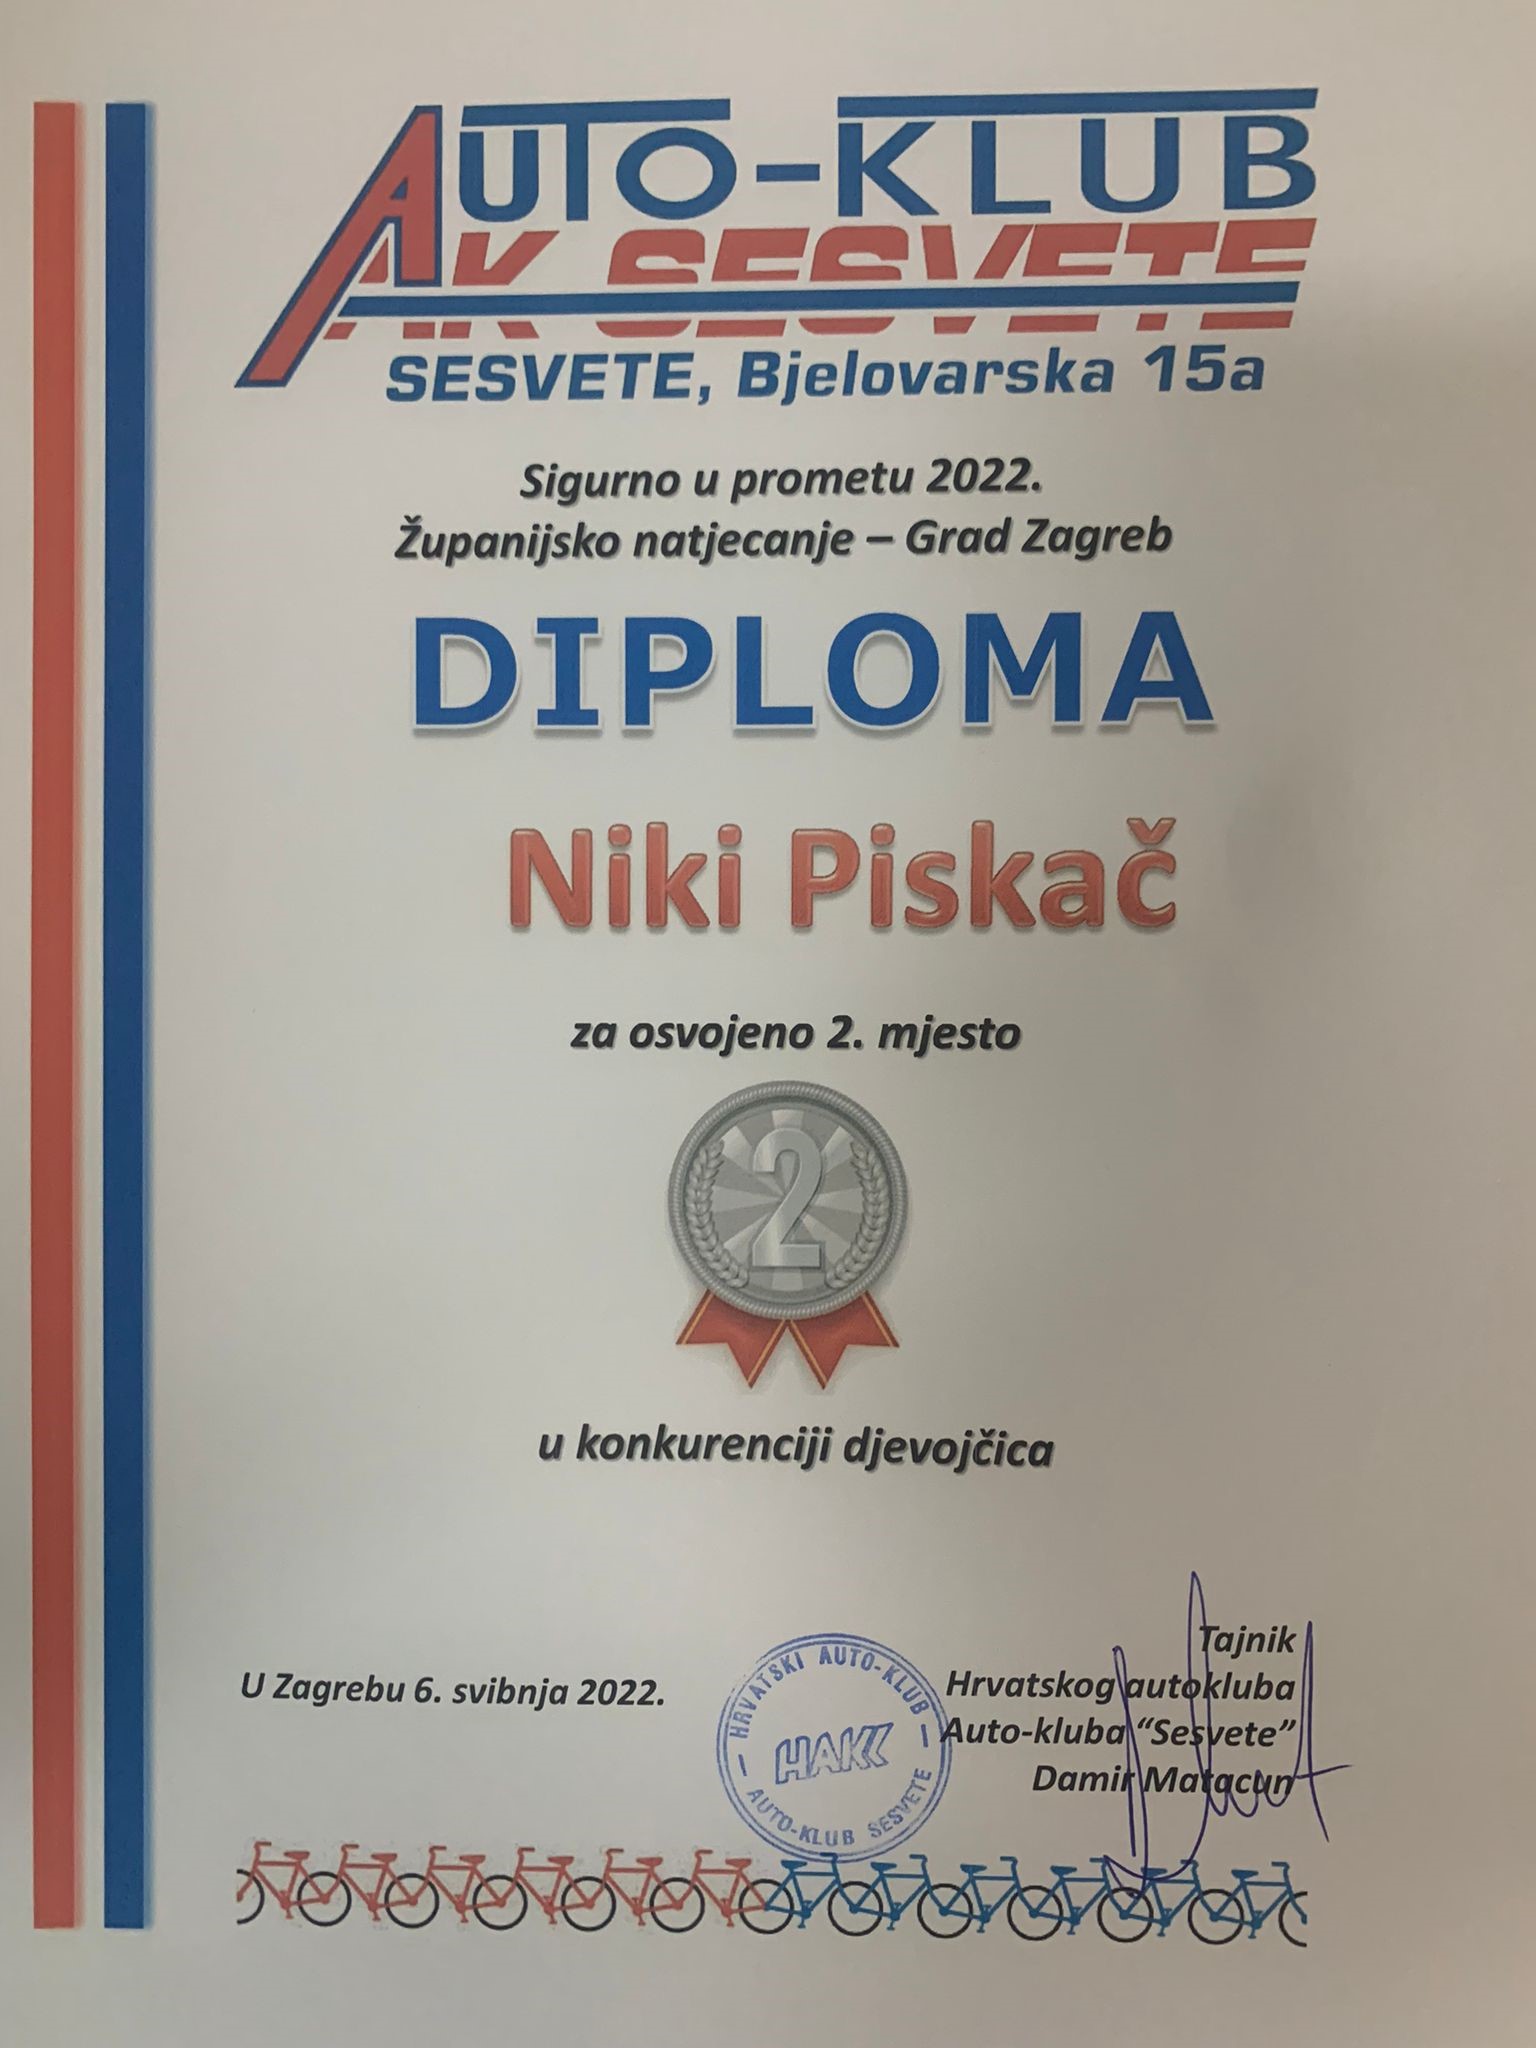 AUTO-KLUB
AK SESVETE
SESVETE, Bjelovarska 15a
Sigurno u prometu 2022.
Županijsko natjecanje – Grad Zagreb
DIPLOMA
Niki Piskač
za osvojeno 2. mjesto
2
u konkurenciji djevojčica
U Zagrebu 6. svibnja 2022.
HRVATSKI AUTO-KLUB
HAK
AUTO-KLUB SESVETE
Tajnik
Hrvatskog autokluba
Auto-kluba “Sesvete”
Damir Matacun